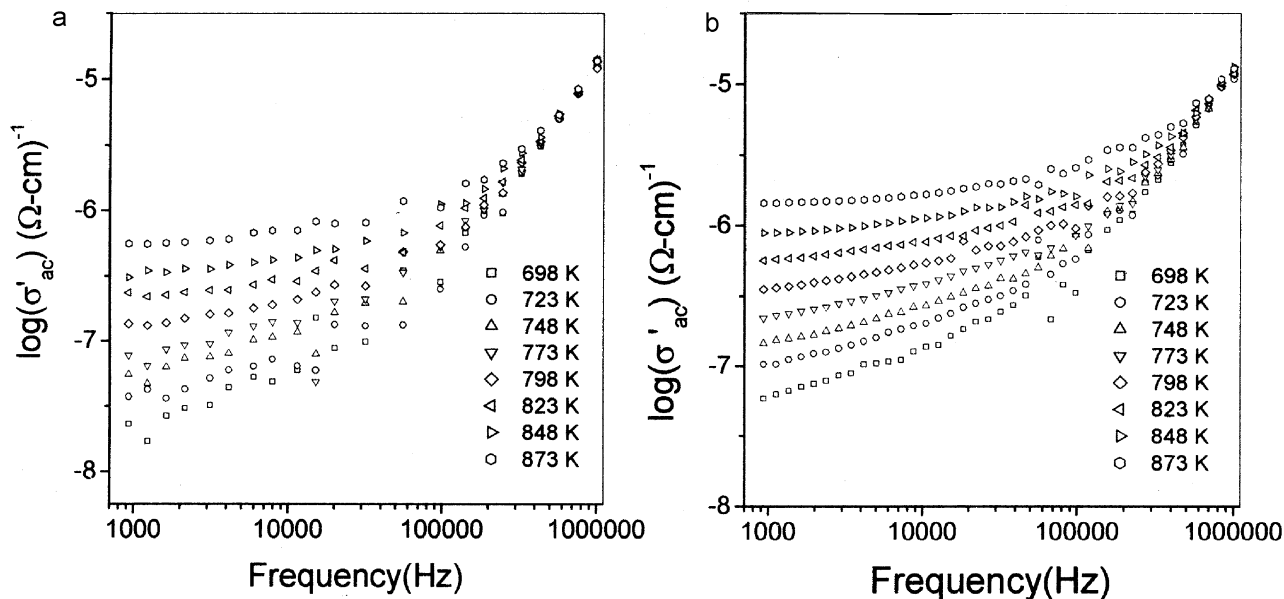 a
log(σ'ac) (Ω-cm)-1
-5
-6
-7
-8
698 K
723 K
748 K
773 K
798 K
823 K
848 K
873 K
1000 10000 100000 1000000
Frequency(Hz)
b
log(σ'ac) (Ω-cm)-1
-5
-6
-7
-8
698 K
723 K
748 K
773 K
798 K
823 K
848 K
873 K
1000 10000 100000 1000000
Frequency(Hz)